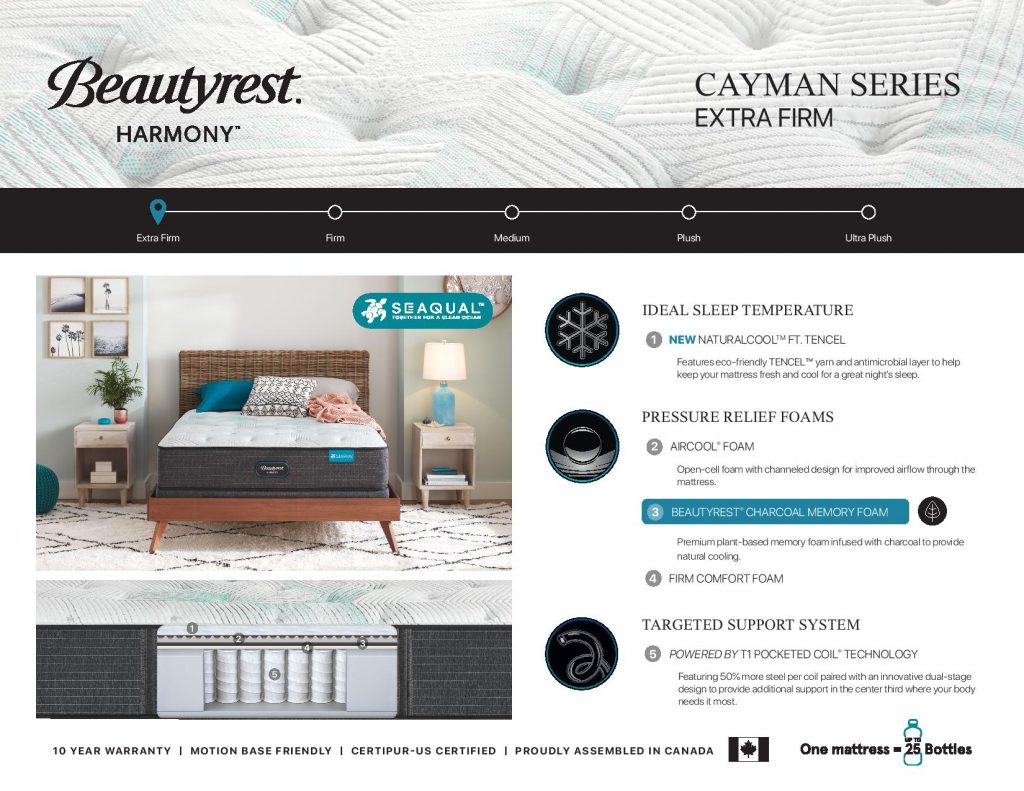 Beautyrest.
HARMONY™
CAYMAN SERIES
EXTRA FIRM
Extra Firm
Firm
Medium
Plush
Ultra Plush
SEAQUAL™
TOGETHER FOR A CLEAN OCEAN
Beautyrest
IDEAL SLEEP TEMPERATURE
1 NEW NATURALCOOL™ FT. TENCEL
Features eco-friendly TENCEL™ yarn and antimicrobial layer to help
keep your mattress fresh and cool for a great night's sleep.
PRESSURE RELIEF FOAMS
2 AIRCOOL® FOAM
Open-cell foam with channeled design for improved airflow through the
mattress.
3 BEAUTYREST® CHARCOAL MEMORY FOAM
Premium plant-based memory foam infused with charcoal to provide
natural cooling.
4 FIRM COMFORT FOAM
1
2
4
3
5
TARGETED SUPPORT SYSTEM
5 POWERED BY T1 POCKETED COIL® TECHNOLOGY
Featuring 50% more steel per coil paired with an innovative dual-stage
design to provide additional support in the center third where your body
needs it most.
10 YEAR WARRANTY | MOTION BASE FRIENDLY | CERTIPUR-US CERTIFIED | PROUDLY ASSEMBLED IN CANADA
One mattress = UP TO 25 Bottles